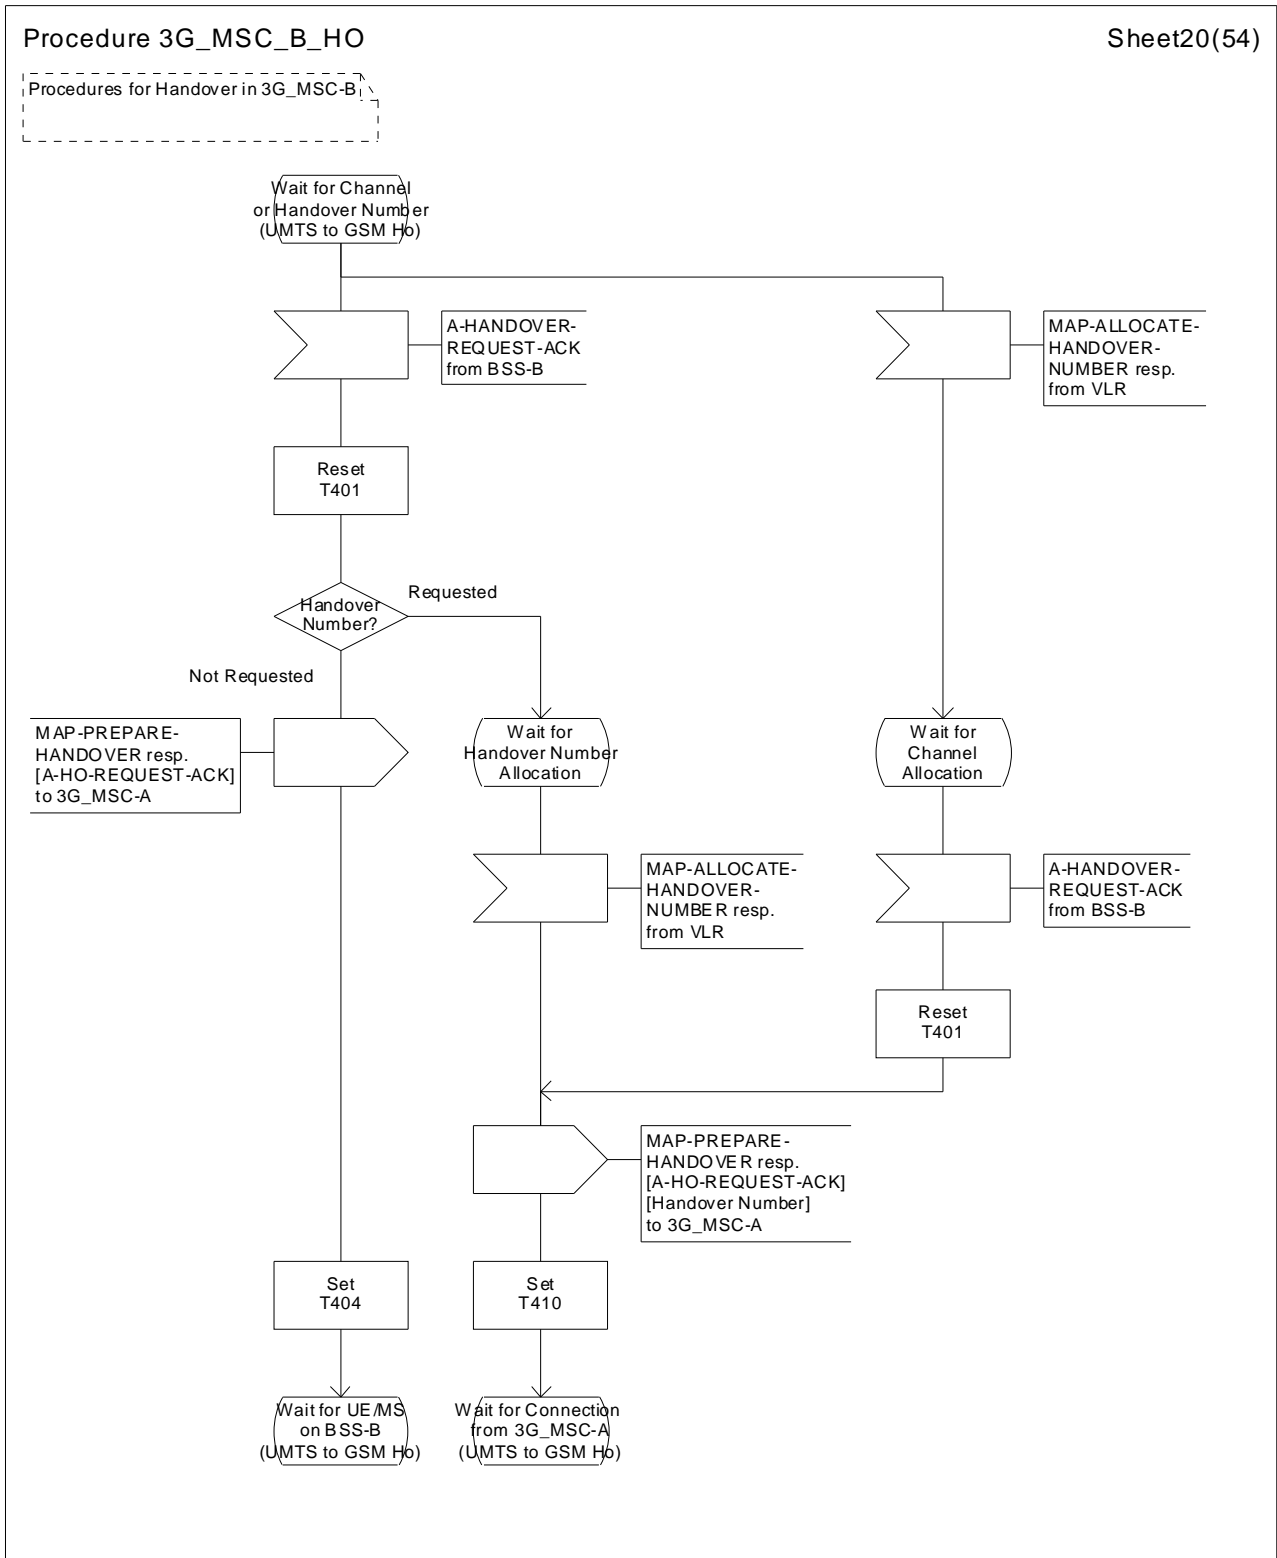 Procedure 3G_MSC_B_HO
Sheet20(54)
Procedures for Handover in 3G_MSC-B
Wait for Channel
or Handover Number
(UMTS to GSM Ho)
A-HANDOVER-
REQUEST-ACK
from BSS-B
MAP-ALLOCATE-
HANDOVER-
NUMBER resp.
from VLR
Reset
T401
Handover
Number?
Requested
Not Requested
MAP-PREPARE-
HANDOVER resp.
[A-HO-REQUEST-ACK]
to 3G_MSC-A
Wait for
Handover Number
Allocation
Wait for
Channel
Allocation
MAP-ALLOCATE-
HANDOVER-
NUMBER resp.
from VLR
A-HANDOVER-
REQUEST-ACK
from BSS-B
Reset
T401
MAP-PREPARE-
HANDOVER resp.
[A-HO-REQUEST-ACK]
[Handover Number]
to 3G_MSC-A
Set
T404
Set
T410
Wait for UE/MS
on BSS-B
(UMTS to GSM Ho)
Wait for Connection
from 3G_MSC-A
(UMTS to GSM Ho)